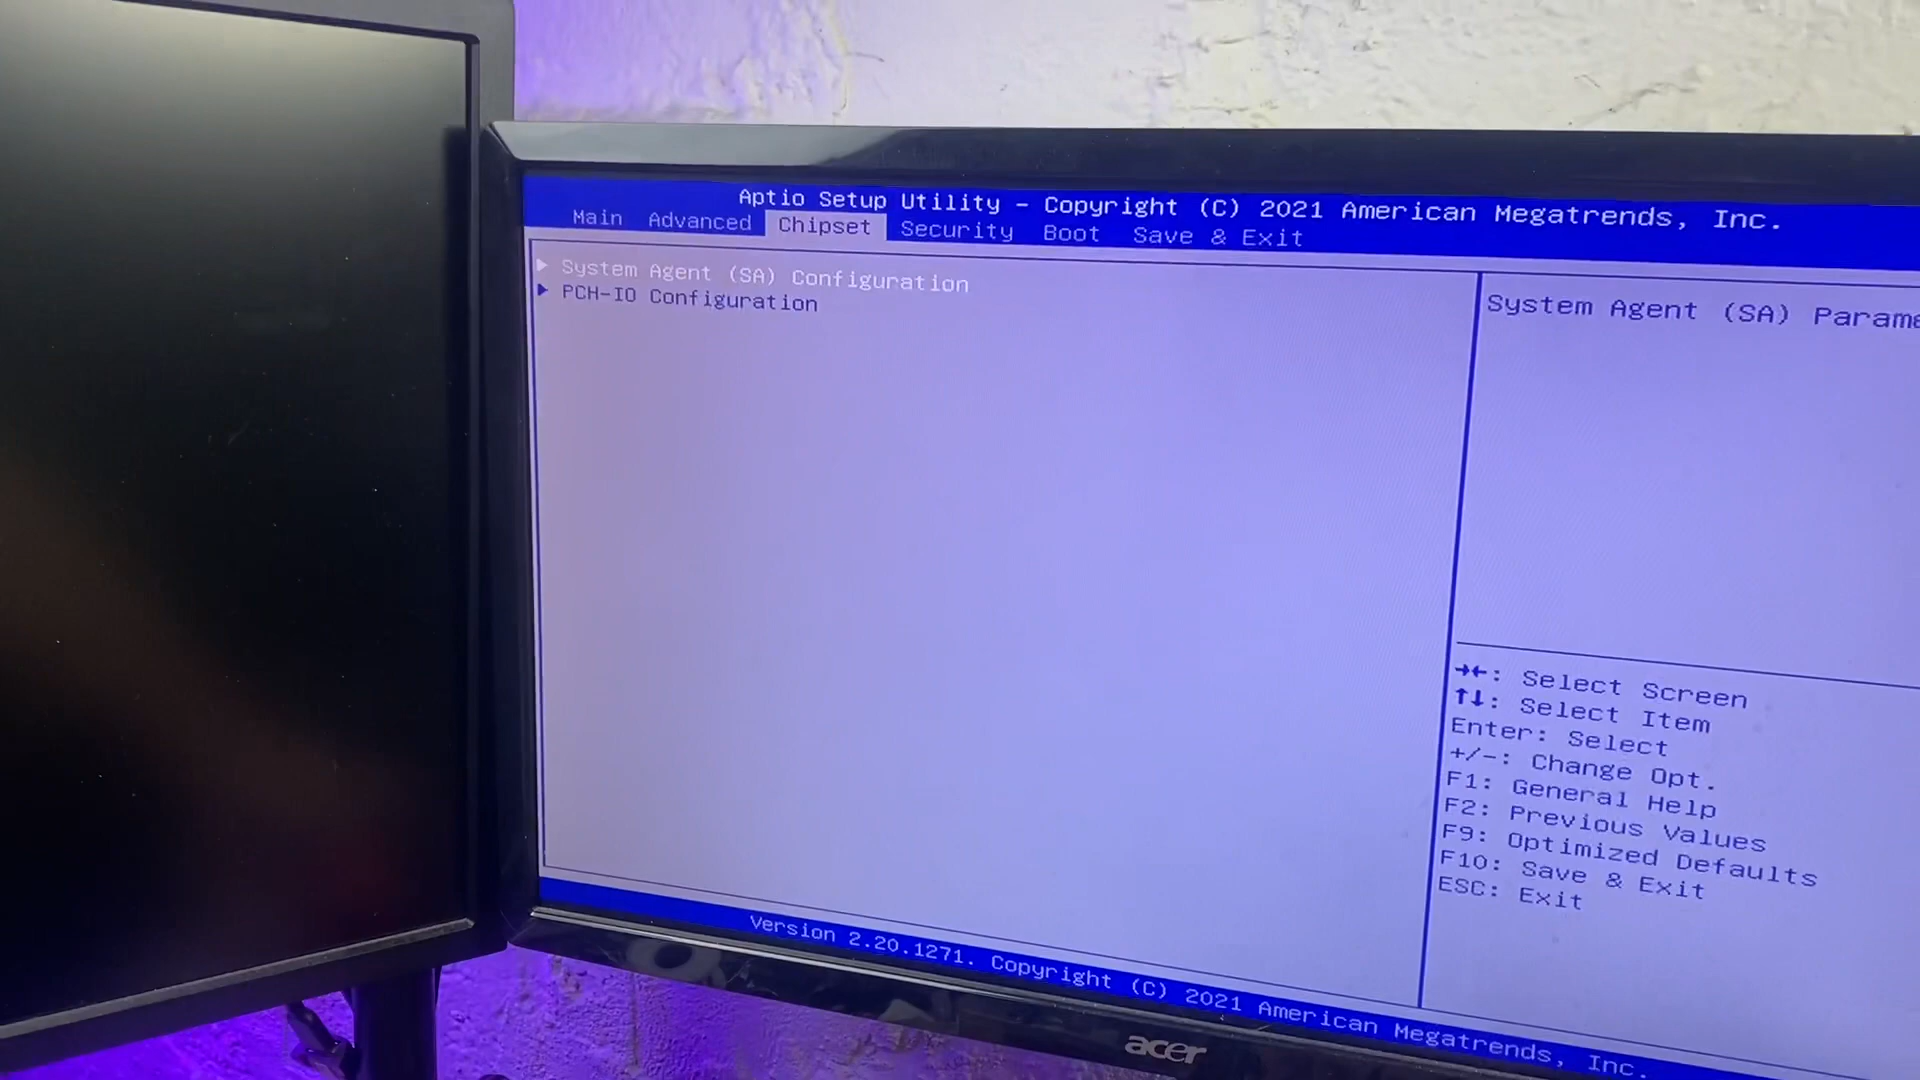 Aptio Setup Utility – Copyright (C) 2021 American Megatrends, Inc.
Main Advanced Chipset Security Boot Save & Exit
System Agent (SA) Configuration
PCH-IO Configuration
System Agent (SA)
→←: Select Screen
↑↓: Select Item
Enter: Select
+/-: Change Opt.
F1: General Help
F2: Previous Values
F9: Optimized Defaults
F10: Save & Exit
ESC: Exit
Version 2.20.1271. Copyright (C) 2021 American Megatrends, Inc.
acer